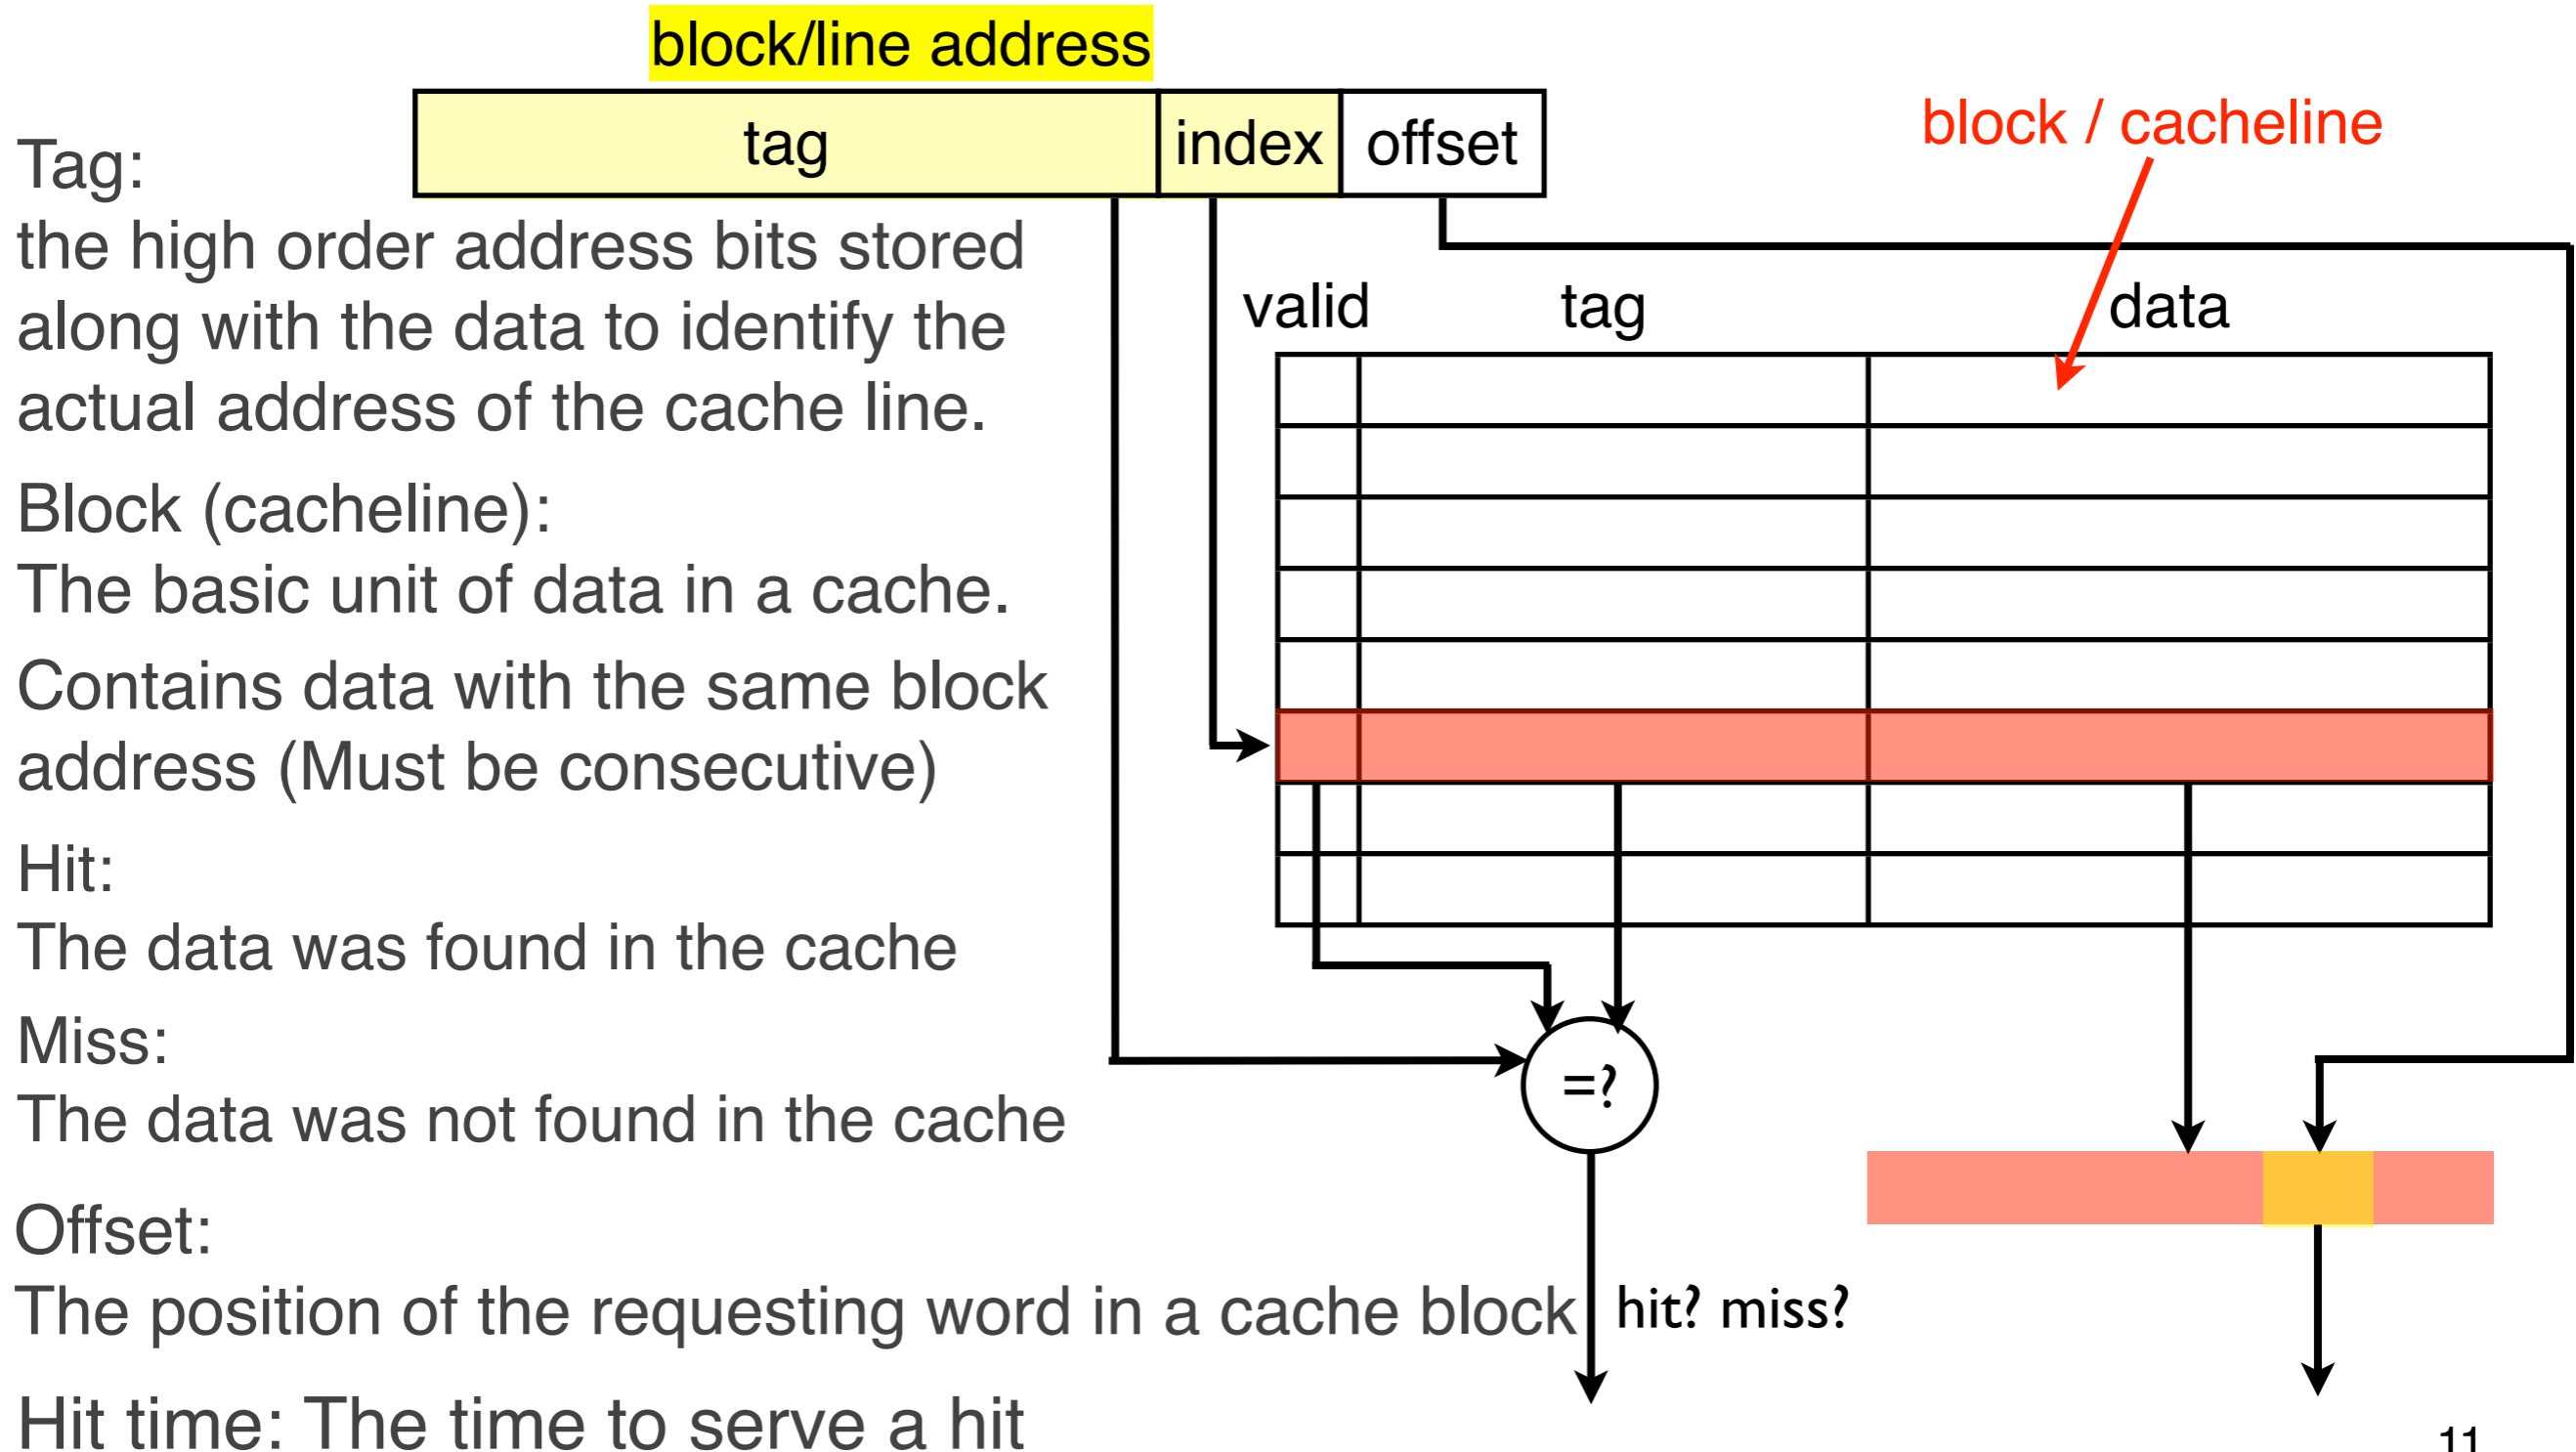 block/line address
tag index offset
block / cacheline
Tag:
the high order address bits stored
along with the data to identify the
actual address of the cache line.
valid tag data
Block (cacheline):
The basic unit of data in a cache.
Contains data with the same block
address (Must be consecutive)
Hit:
The data was found in the cache
Miss:
The data was not found in the cache
=?
Offset:
The position of the requesting word in a cache block
hit? miss?
Hit time: The time to serve a hit
11